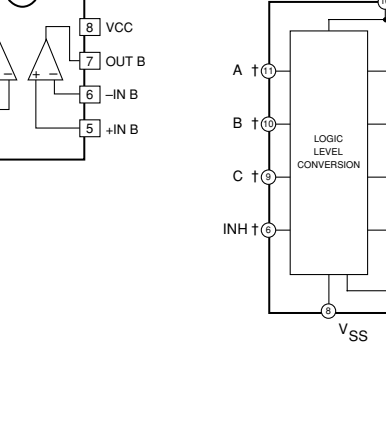 8 VCC
7 OUT B
6 –IN B
5 +IN B
+ −
−
A † 11
B † 10
C † 9
INH † 6
LOGIC
LEVEL
CONVERSION
8
VSS